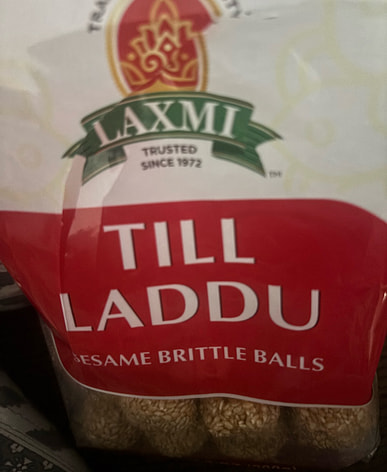 LAXMI
TRUSTED
SINCE 1972
TM
TILL
LADDU
SESAME BRITTLE BALLS